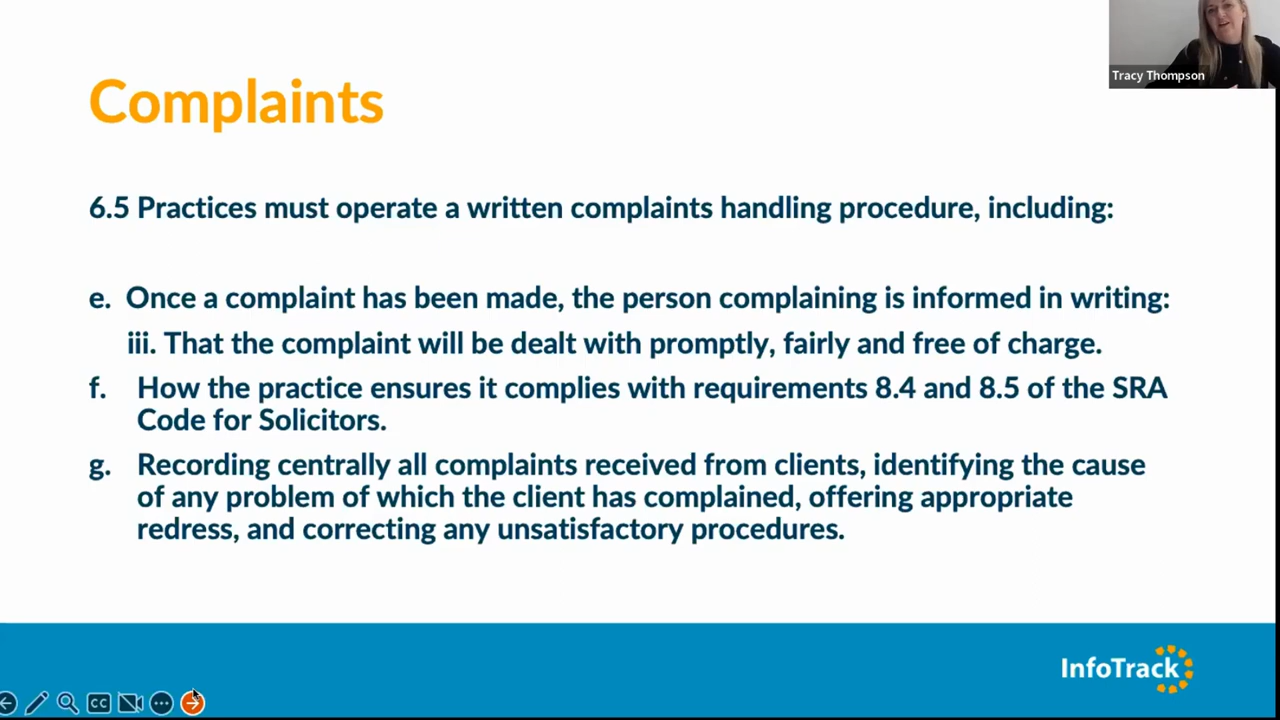 Tracy Thompson
Complaints
6.5 Practices must operate a written complaints handling procedure, including:
e. Once a complaint has been made, the person complaining is informed in writing:
iii. That the complaint will be dealt with promptly, fairly and free of charge.
f. How the practice ensures it complies with requirements 8.4 and 8.5 of the SRA
Code for Solicitors.
g. Recording centrally all complaints received from clients, identifying the cause
of any problem of which the client has complained, offering appropriate
redress, and correcting any unsatisfactory procedures.
InfoTrack
CC